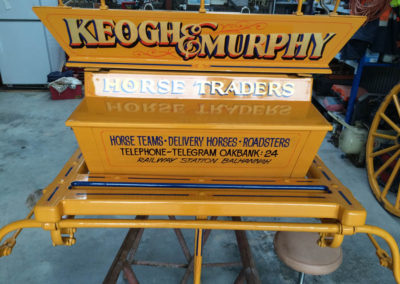 KEOGH & MURPHY
HORSE TRADERS
HORSE TEAMS • DELIVERY HORSES • ROADSTERS
TELEPHONE - TELEGRAM OAKBANK: 24
RAILWAY STATION BALHANNAH